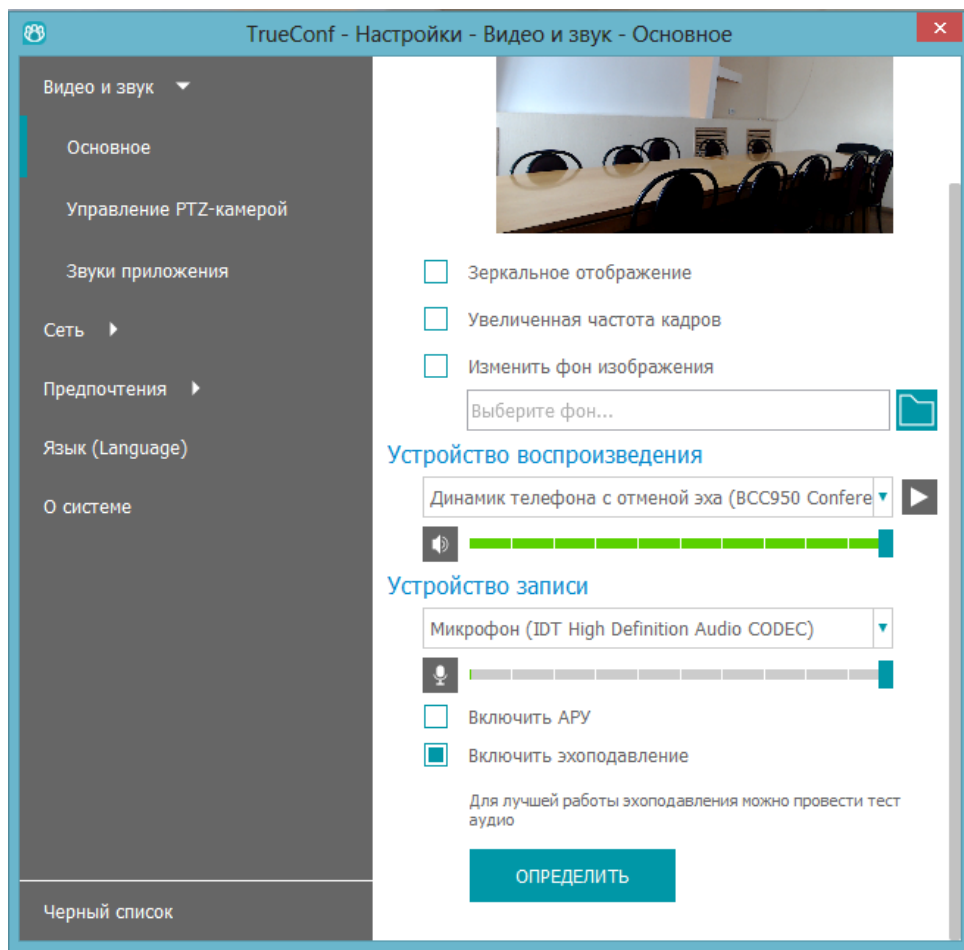 TrueConf - Настройки - Видео и звук - Основное
Видео и звук
Основное
Управление PTZ-камерой
Звуки приложения
Сеть
Предпочтения
Язык (Language)
О системе
Черный список
Зеркальное отображение
Увеличенная частота кадров
Изменить фон изображения
Выберите фон...
Устройство воспроизведения
Динамик телефона с отменой эха (BCC950 Confere
Устройство записи
Микрофон (IDT High Definition Audio CODEC)
Включить АРУ
Включить эхоподавление
Для лучшей работы эхоподавления можно провести тест
аудио
ОПРЕДЕЛИТЬ